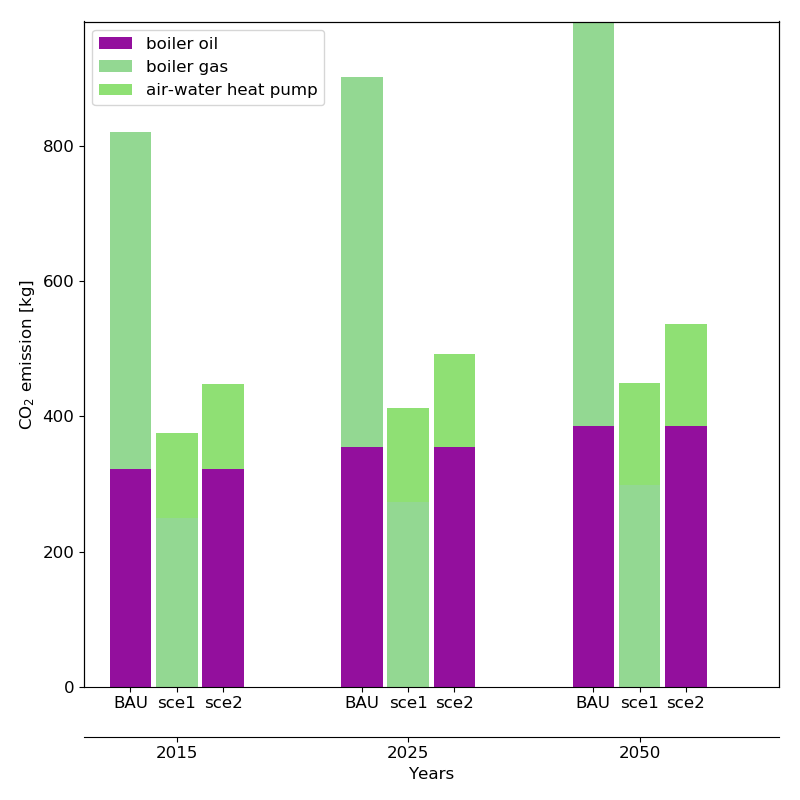 boiler oil
boiler gas
air-water heat pump
CO₂ emission [kg]
800
600
400
200
0
BAU sce1 sce2 BAU sce1 sce2 BAU sce1 sce2
2015 2025 2050
Years